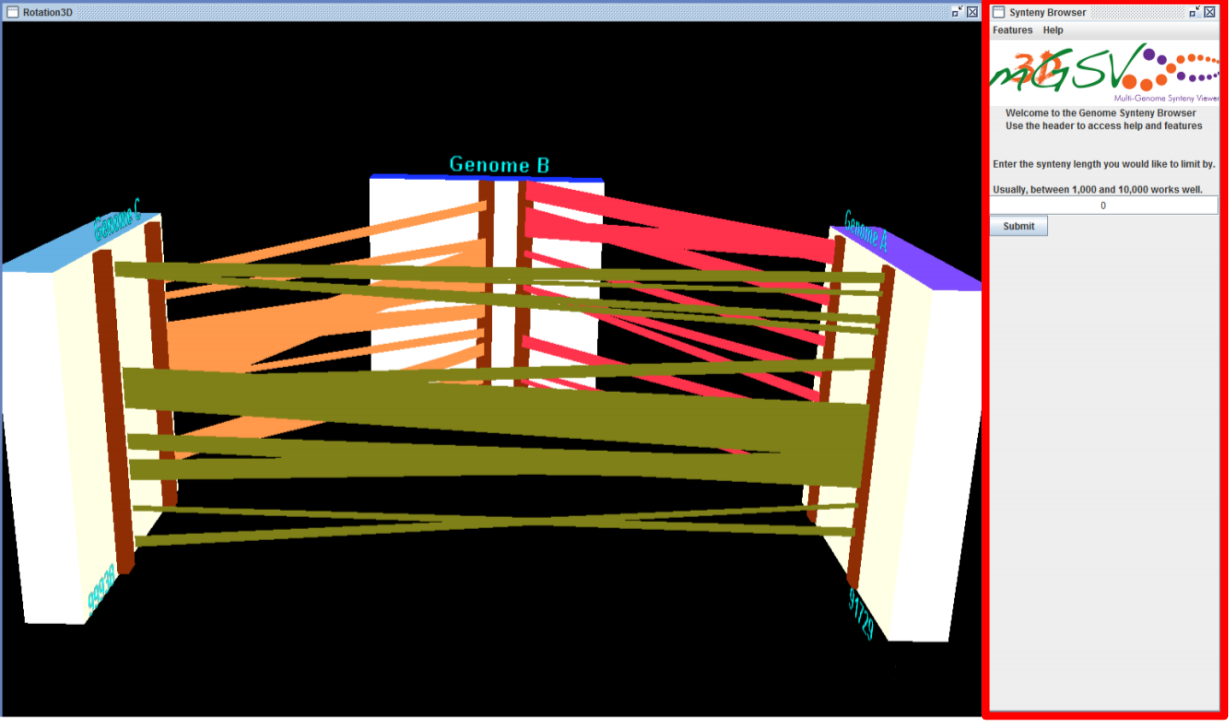 Rotation3D
Genome B
Genome C
Genome A
99936
91729
Synteny Browser
Features Help
3D
mGSV
Multi-Genome Synteny Viewer
Welcome to the Genome Synteny Browser
Use the header to access help and features
Enter the synteny length you would like to limit by.
Usually, between 1,000 and 10,000 works well.
0
Submit